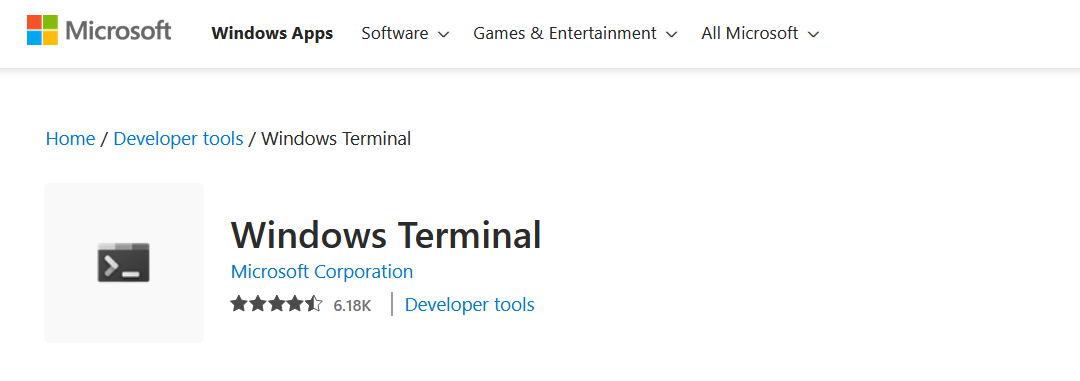 Microsoft Windows Apps Software Games & Entertainment All Microsoft
Home / Developer tools / Windows Terminal
Windows Terminal
Microsoft Corporation
6.18K Developer tools